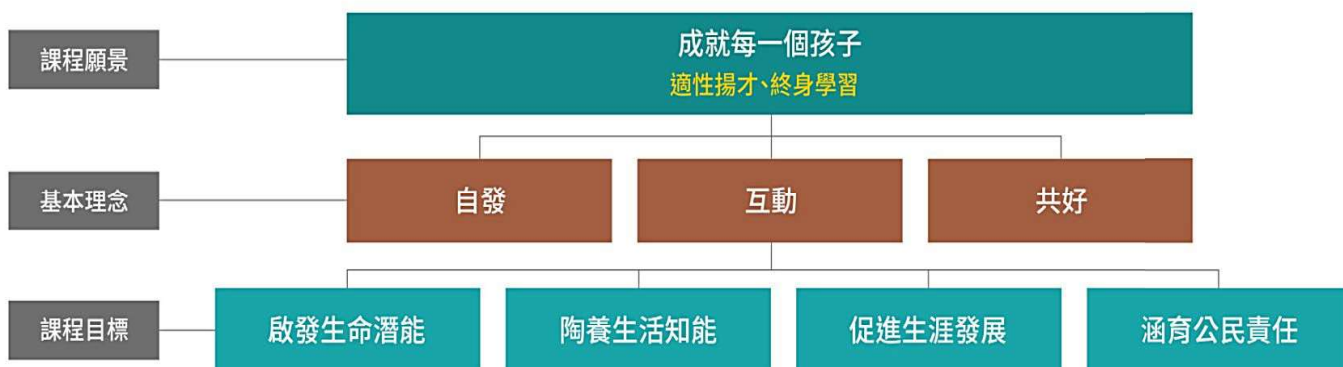 課程願景
成就每一個孩子
適性揚才、終身學習
基本理念
自發
互動
共好
課程目標
啟發生命潛能
陶養生活知能
促進生涯發展
涵育公民責任